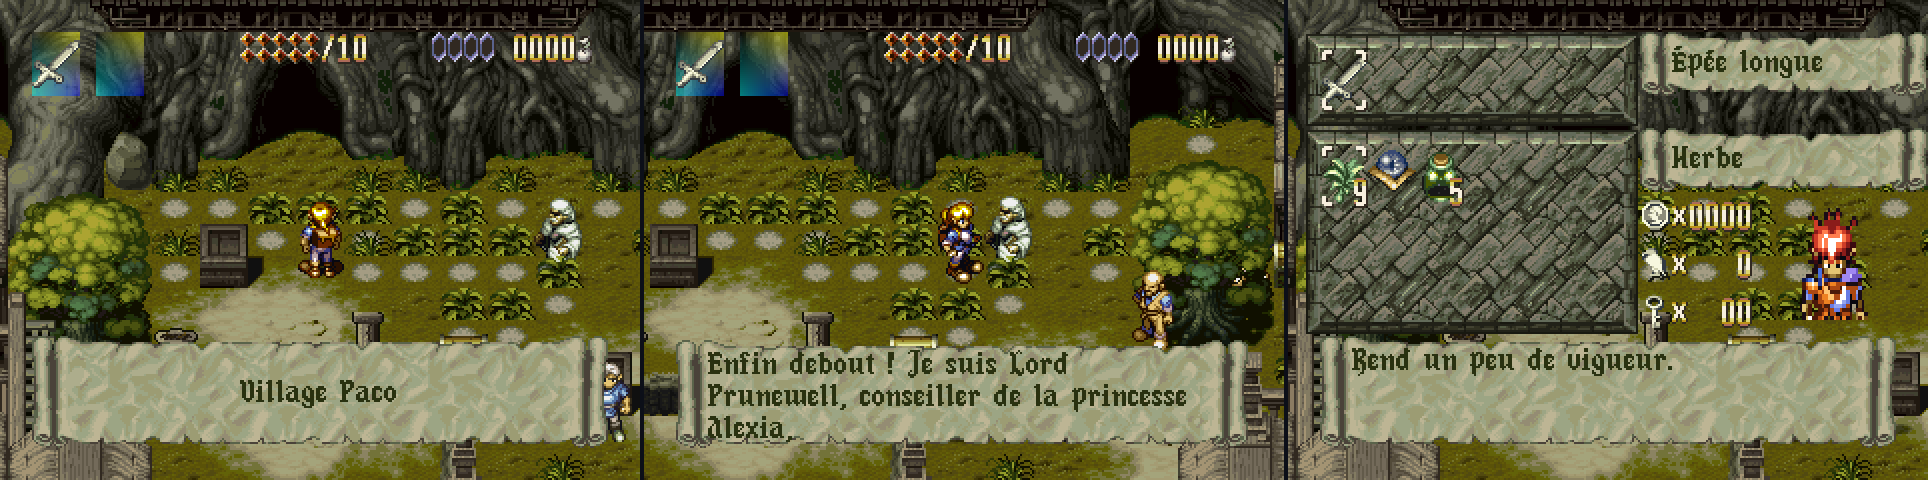 /10 0000
Village Paco
/10 0000
Enfin debout ! Je suis Lord
Prunewell, conseiller de la princesse
Alexia,
Épée longue
Herbe
9
5
x0000
x 0
x 00
Rend un peu de vigueur.